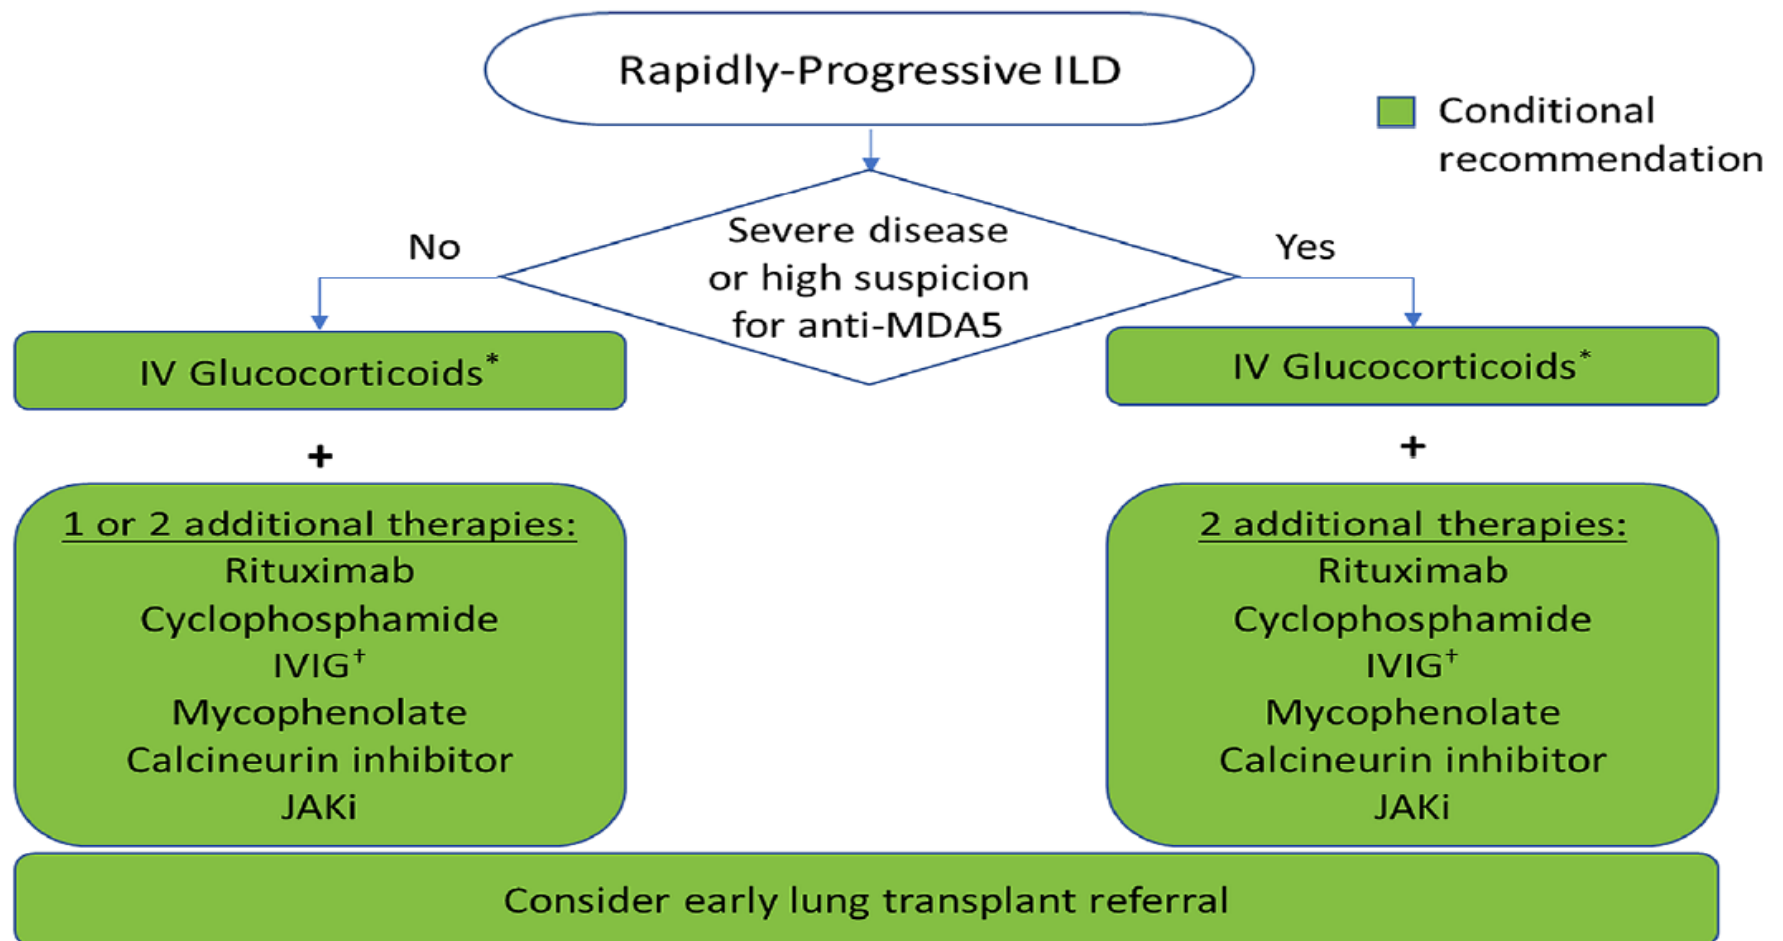 Rapidly-Progressive ILD
Conditional
recommendation
Severe disease
or high suspicion
for anti-MDA5
No
Yes
IV Glucocorticoids*
+
1 or 2 additional therapies:
Rituximab
Cyclophosphamide
IVIG†
Mycophenolate
Calcineurin inhibitor
JAKi
IV Glucocorticoids*
+
2 additional therapies:
Rituximab
Cyclophosphamide
IVIG†
Mycophenolate
Calcineurin inhibitor
JAKi
Consider early lung transplant referral